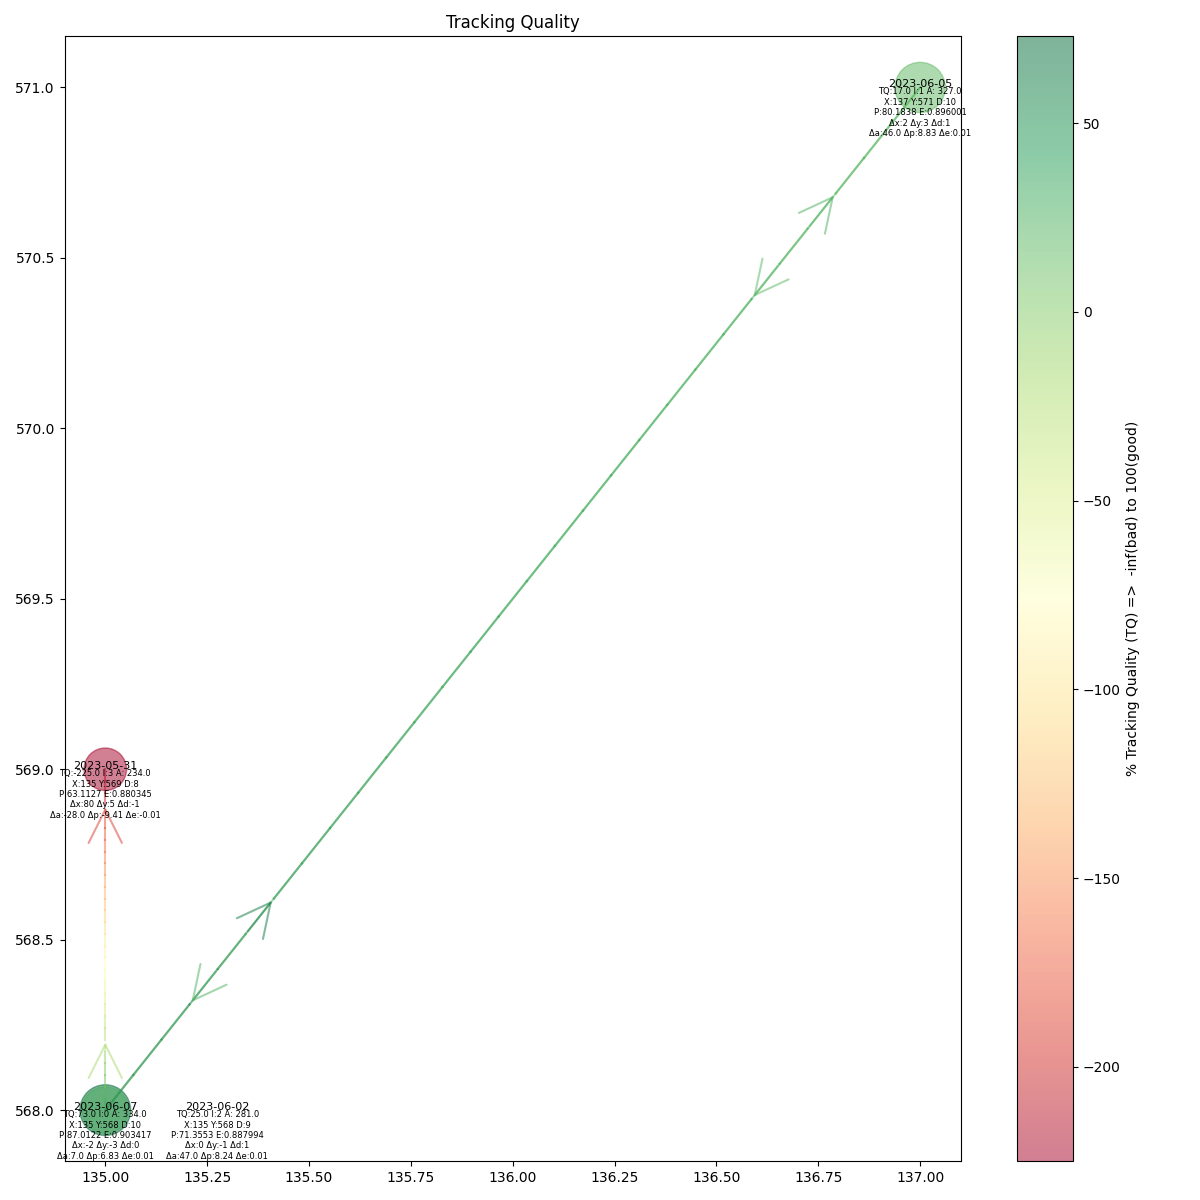 Tracking Quality
571.0
570.5
570.0
569.5
569.0
568.5
568.0
2023-06-05
TQ:17.0 I:1 A: 327.0
X:137 Y:571 D:10
P:80.1838 E:0.896001
Δx:2 Δy:3 Δd:1
Δa:46.0 Δp:8.83 Δe:0.01
2023-05-31
TQ:-225.0 I:3 A: 234.0
X:135 Y:569 D:8
P:63.1127 E:0.880345
Δx:80 Δy:5 Δd:-1
Δa:-28.0 Δp:-9.41 Δe:-0.01
2023-06-07
TQ:73.0 I:0 A: 334.0
X:135 Y:568 D:10
P:87.0122 E:0.903417
Δx:-2 Δy:-3 Δd:0
Δa:7.0 Δp:6.83 Δe:0.01
2023-06-02
TQ:25.0 I:2 A: 281.0
X:135 Y:568 D:9
P:71.3553 E:0.887994
Δx:0 Δy:-1 Δd:1
Δa:47.0 Δp:8.24 Δe:0.01
135.00 135.25 135.50 135.75 136.00 136.25 136.50 136.75 137.00
50
0
−50
−100
−150
−200
% Tracking Quality (TQ) =>  -inf(bad) to 100(good)